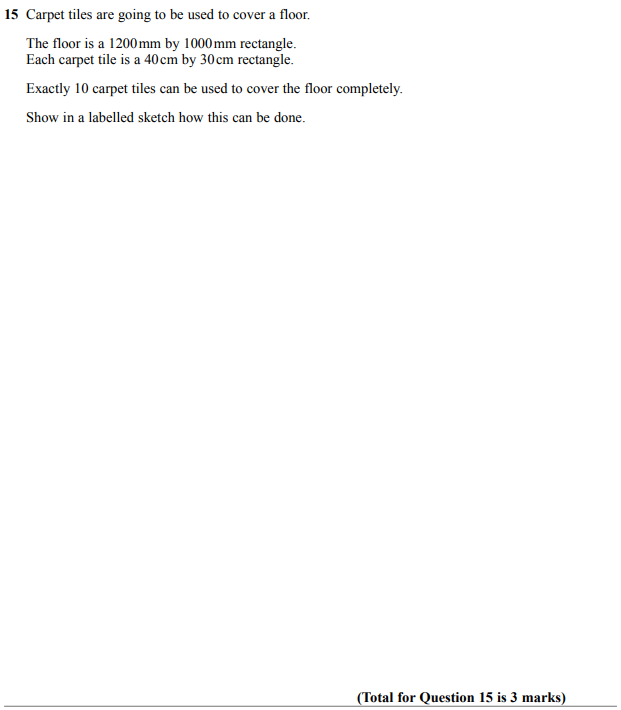 15 Carpet tiles are going to be used to cover a floor.
The floor is a 1200 mm by 1000 mm rectangle.
Each carpet tile is a 40 cm by 30 cm rectangle.
Exactly 10 carpet tiles can be used to cover the floor completely.
Show in a labelled sketch how this can be done.
(Total for Question 15 is 3 marks)